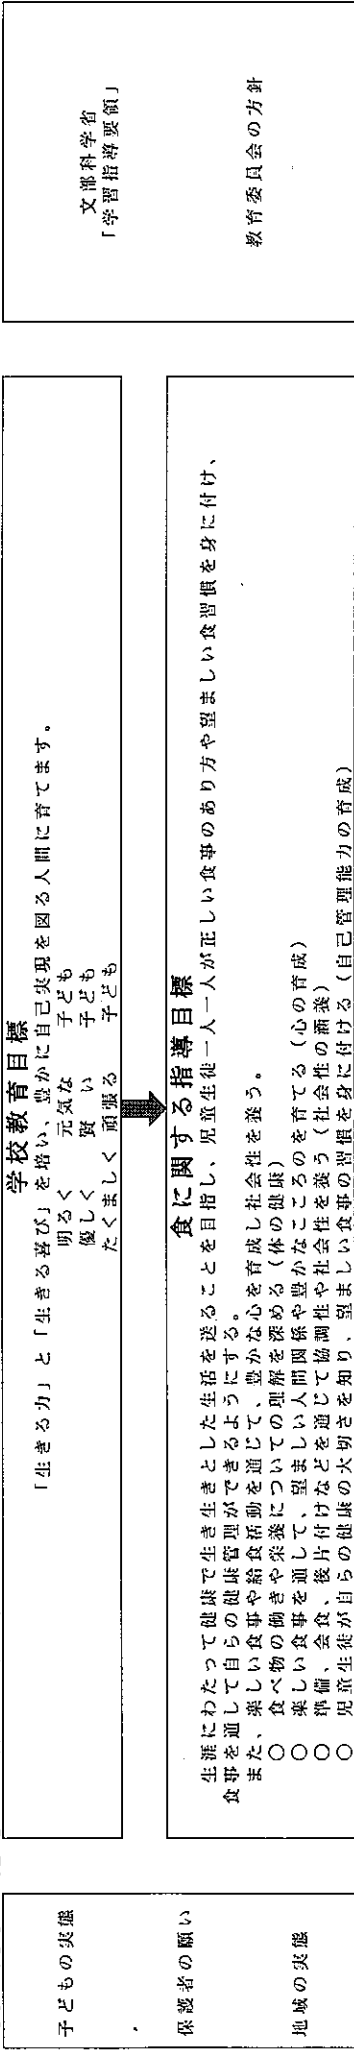 子どもの実態
保護者の願い
地域の実態
学校教育目標
「生きる力」と「生きる喜び」を培い、豊かに自己実現を図る人間に育てます。
明るく 元気な 子ども
優しく 賢い 子ども
たくましく 頑張る 子ども
食に関する指導目標
生涯にわたって健康で生き生きとした生活を送ることを目指し、児童生徒一人一人が正しい食事のあり方や望ましい食習慣を身に付け、
食事を通して自らの健康管理ができるようにする。
また、楽しい食事や給食活動を通じて、豊かな心を育成し社会性を養う。
○ 食べ物の働きや栄養についての理解を深める（体の健康）
○ 楽しい食事を通して、望ましい人間関係や豊かなこころのを育てる（心の育成）
○ 準備、会食、後片付けなどを通じて協調性や社会性を養う（社会性の涵養）
○ 児童生徒が自らの健康の大切さを知り、望ましい食事の習慣を身に付ける（自己管理能力の育成）
文部科学省
「学習指導要領」
教育委員会の方針